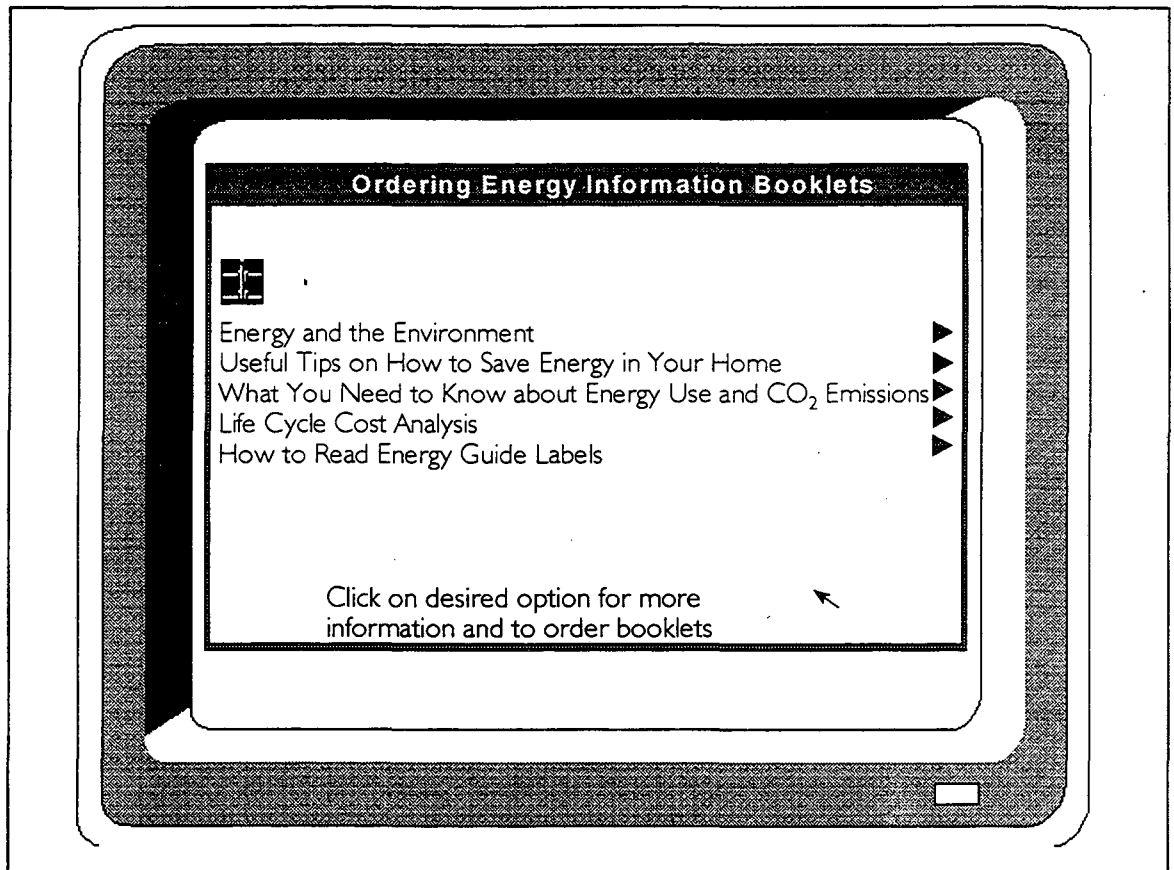 Ordering Energy Information Booklets
Energy and the Environment
Useful Tips on How to Save Energy in Your Home
What You Need to Know about Energy Use and CO₂ Emissions
Life Cycle Cost Analysis
How to Read Energy Guide Labels
Click on desired option for more
information and to order booklets